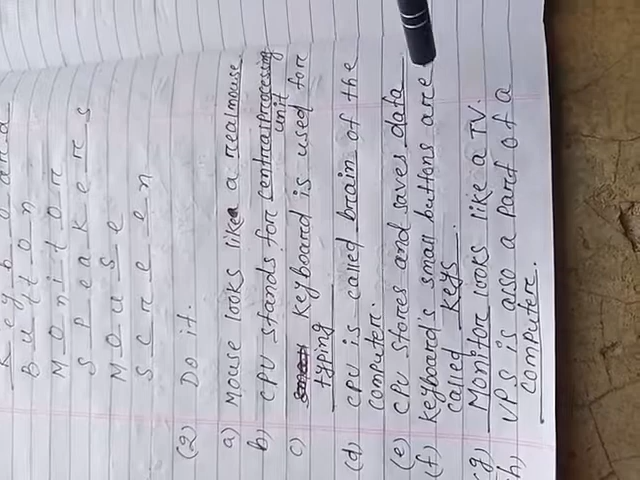 K e y b o a r d
B u t t o n
M o n i t o r
S p e a k e r s
M o u s e
S c r e e n
(2) Do it.
a) Mouse looks like a real mouse
b) CPU stands for central processing
unit
c) keyboard is used for
typing
(d) CPU is called brain of the
computer.
(e) CPU stores and saves data
(f) keyboard's small buttons are
called keys.
(g) Monitor looks like a TV.
(h) UPS is also a part of a
computer.